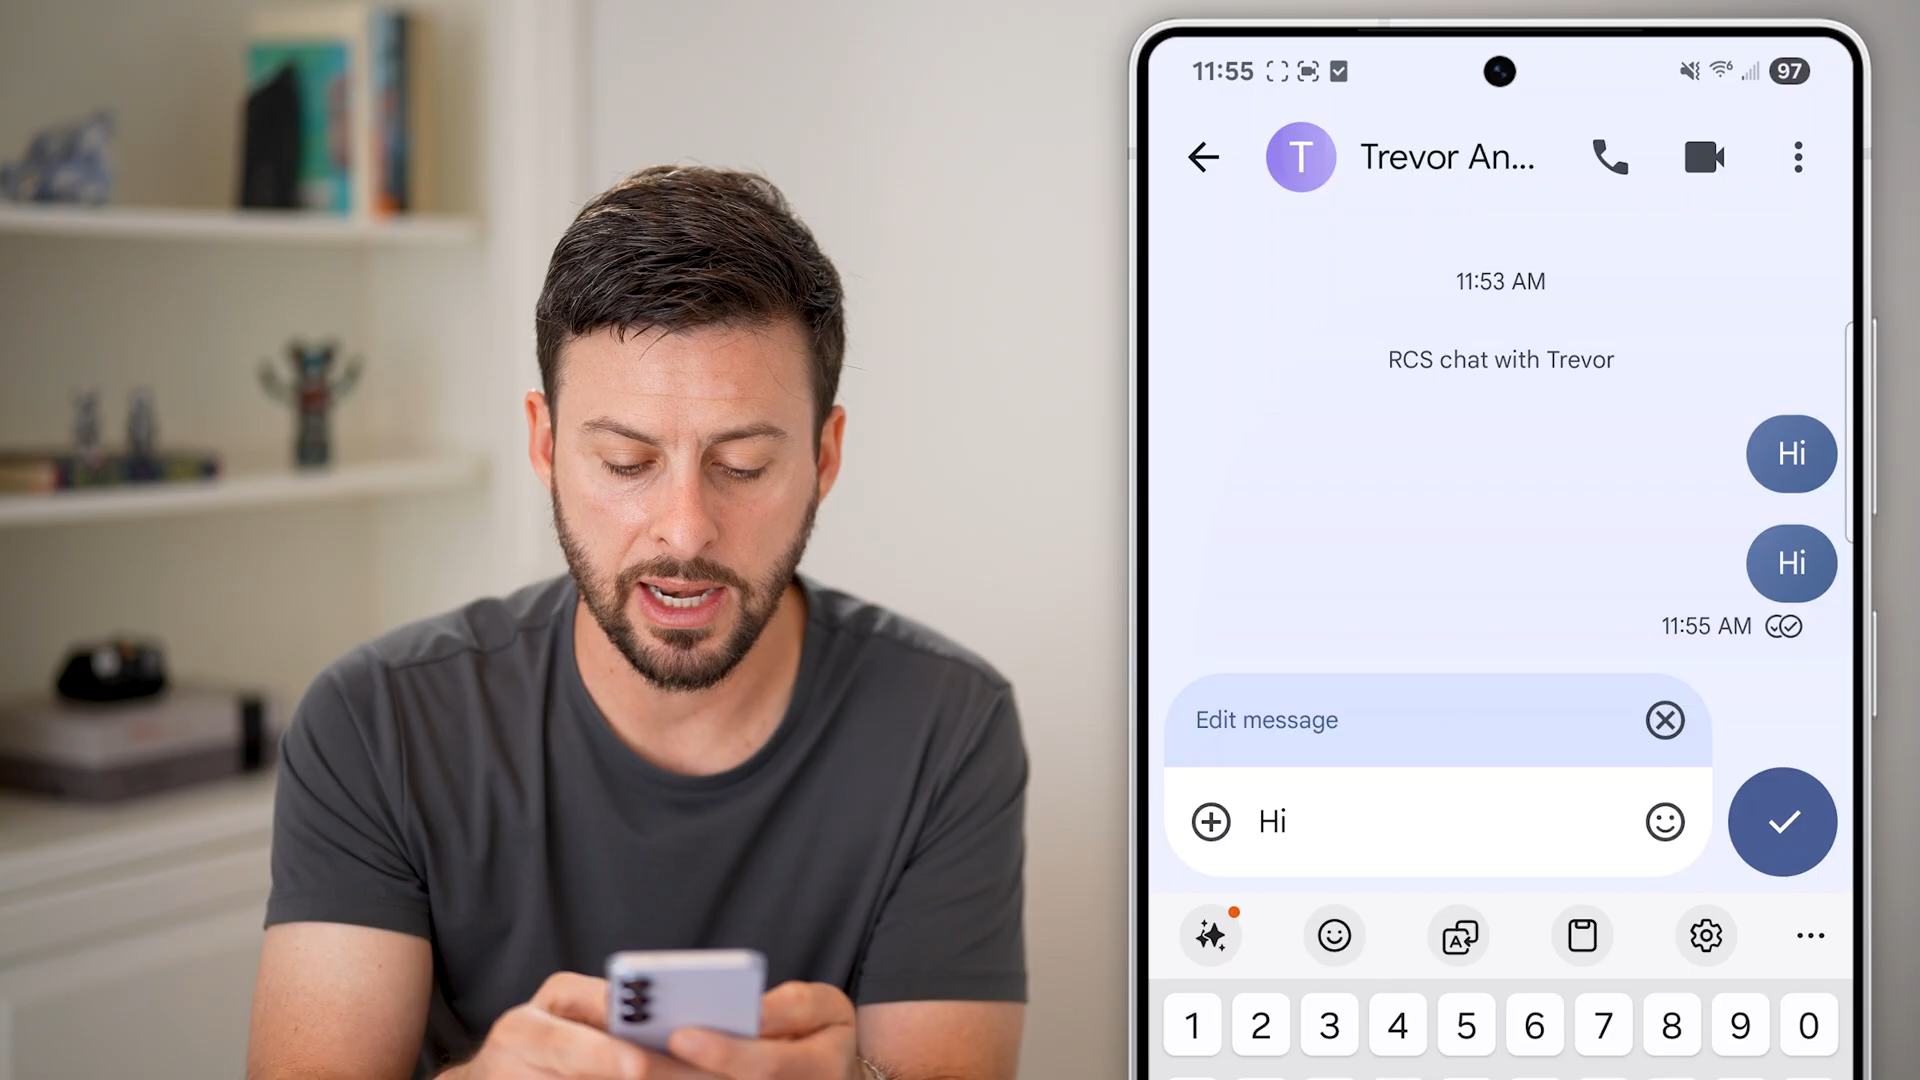 11:55
97
T
Trevor An...
11:53 AM
RCS chat with Trevor
Hi
Hi
11:55 AM
Edit message
Hi
1 2 3 4 5 6 7 8 9 0